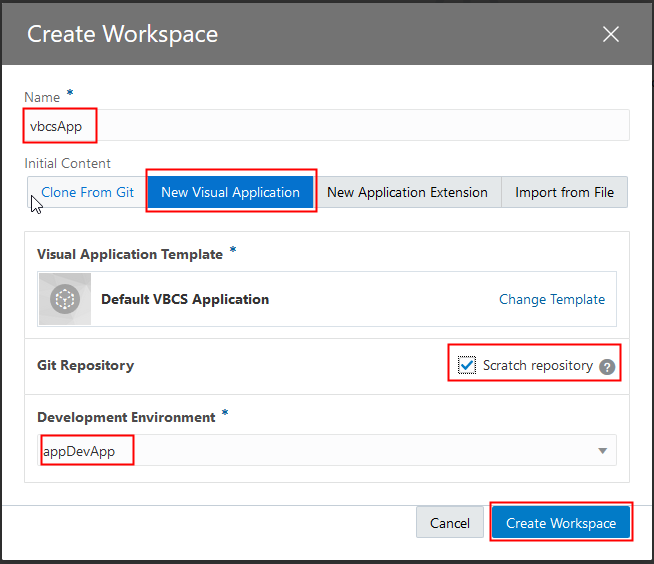 Create Workspace
Name *
vbcsApp
Initial Content
Clone From Git New Visual Application New Application Extension Import from File
Visual Application Template *
Default VBCS Application Change Template
Git Repository Scratch repository ?
Development Environment *
appDevApp
Cancel Create Workspace